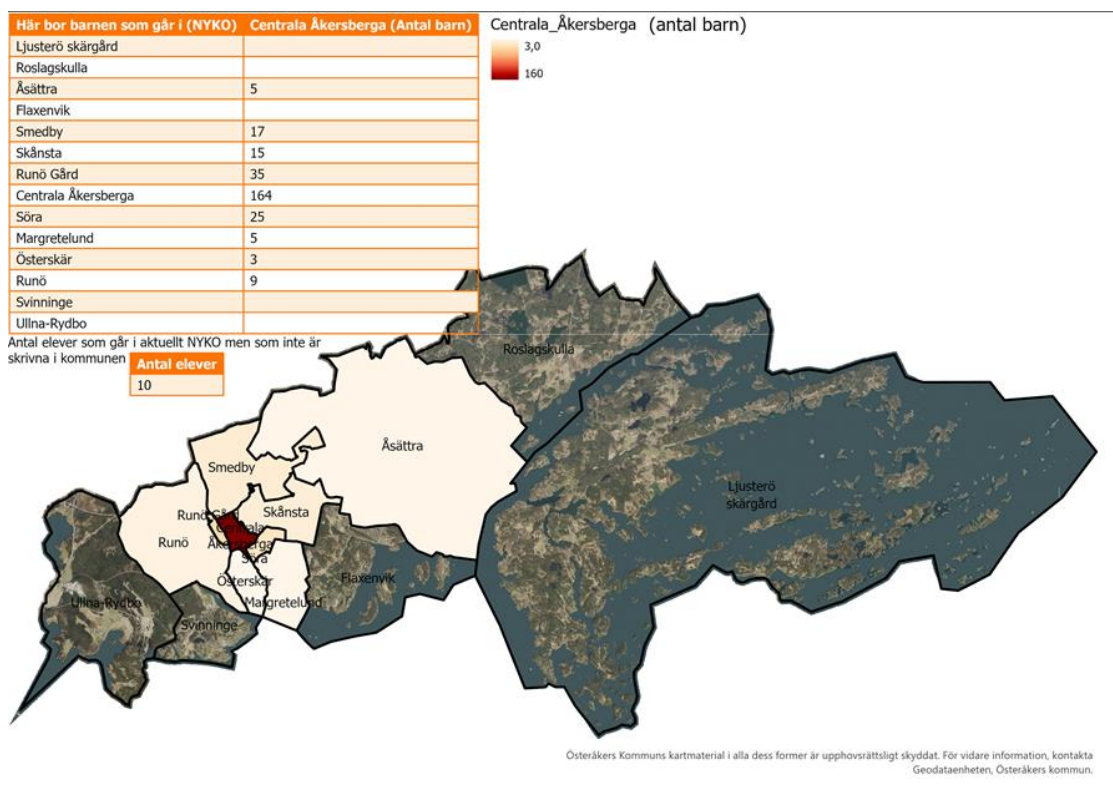 Här bor barnen som går i (NYKO) Centrala Åkersberga (Antal barn)
Ljusterö skärgård
Roslagskulla
Åsättra 5
Flaxenvik
Smedby 17
Skånsta 15
Runö Gård 35
Centrala Åkersberga 164
Söra 25
Margretelund 5
Österskär 3
Runö 9
Svinninge
Ullna-Rydbo
Antal elever som går i aktuellt NYKO men som inte är
skrivna i kommunen
Antal elever
10
Centrala_Åkersberga (antal barn)
3,0
160
Roslagskulla
Åsättra
Smedby
Ljusterö
skärgård
Runö Gård
Skånsta
Centrala
Åkersberga
Runö
Söra
Österskär
Flaxenvik
Margretelund
Ullna-Rydbo
Svinninge
Österåkers Kommuns kartmaterial i alla dess former är upphovsrättsligt skyddat. För vidare information, kontakta
Geodataenheten, Österåkers kommun.